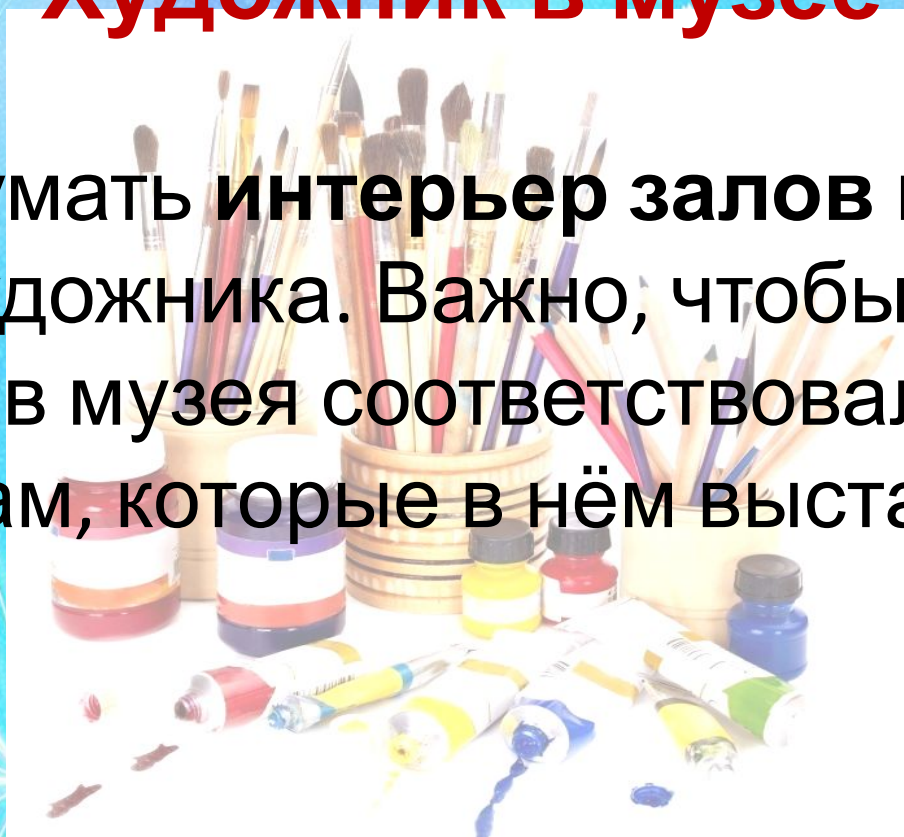 Художник в музее
умать интерьер залов
дожника. Важно, чтобы
в музея соответствовал
ам, которые в нём выста